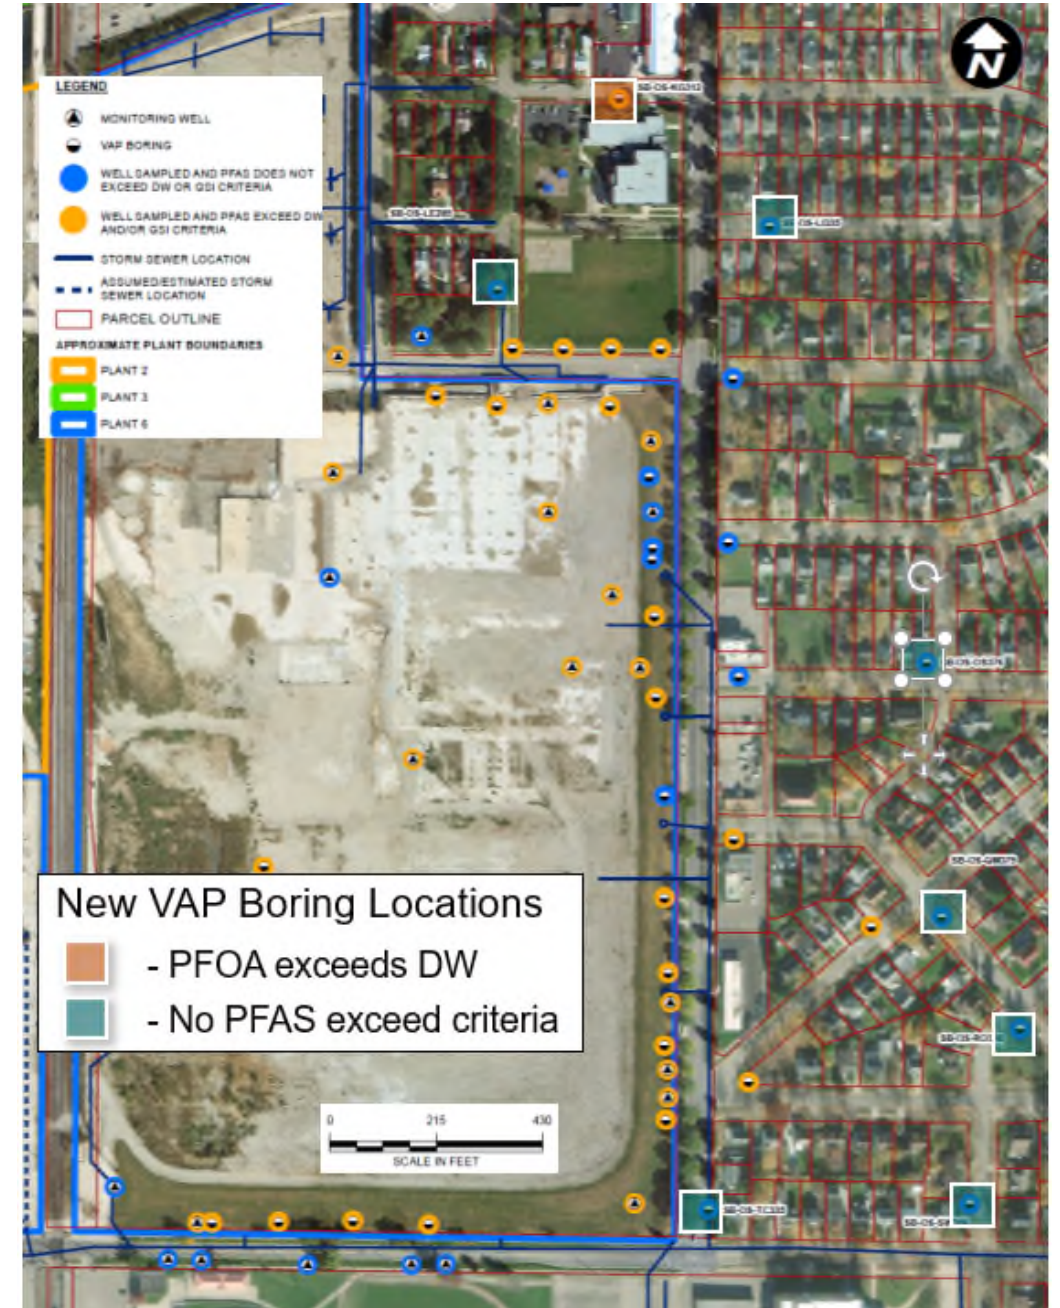 N
LEGEND
MONITORING WELL
VAP BORING
WELL SAMPLED AND PFAS DOES NOT
EXCEED DW OR GSI CRITERIA
WELL SAMPLED AND PFAS EXCEED DW
AND/OR GSI CRITERIA
STORM SEWER LOCATION
ASSUMED/ESTIMATED STORM
SEWER LOCATION
PARCEL OUTLINE
APPROXIMATE PLANT BOUNDARIES
PLANT 2
PLANT 3
PLANT 6
New VAP Boring Locations
- PFOA exceeds DW
- No PFAS exceed criteria
0 215 430
SCALE IN FEET